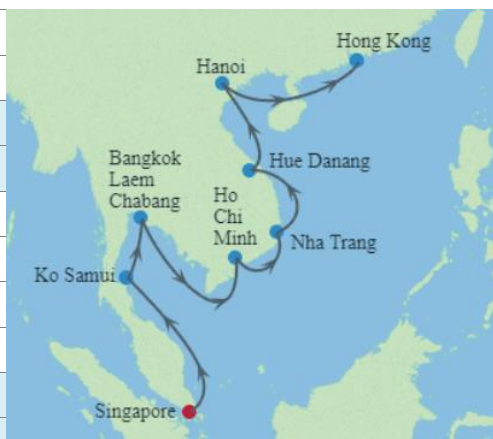 Hong Kong
Hanoi
Bangkok
Laem
Chabang
Hue Danang
Ho
Chi
Minh
Nha Trang
Ko Samui
Singapore